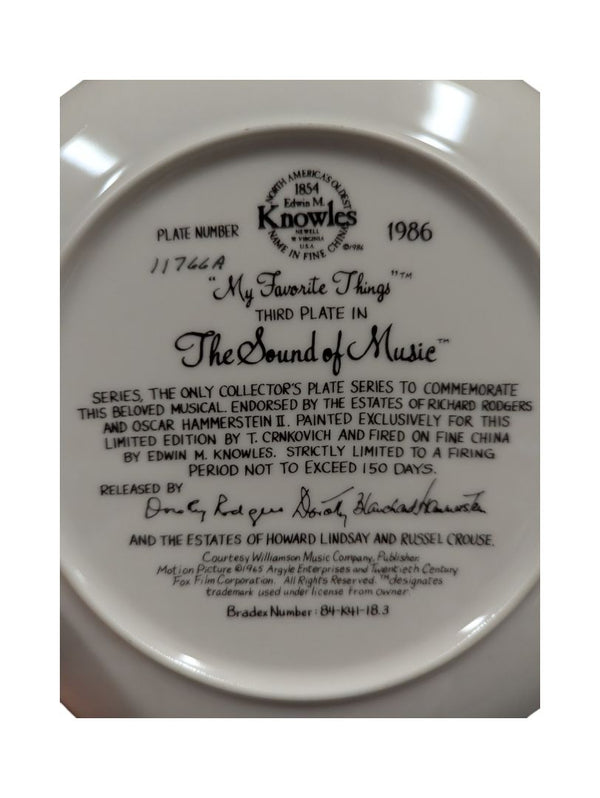 NORTH AMERICA'S OLDEST
1854
Edwin M.
Knowles
NEWELL
W. VIRGINIA
U.S.A.
NAME IN FINE CHINA
©1986
PLATE NUMBER
1986
11766A
"My Favorite Things"™
THIRD PLATE IN
The Sound of Music™
SERIES, THE ONLY COLLECTOR'S PLATE SERIES TO COMMEMORATE
THIS BELOVED MUSICAL. ENDORSED BY THE ESTATES OF RICHARD RODGERS
AND OSCAR HAMMERSTEIN II. PAINTED EXCLUSIVELY FOR THIS
LIMITED EDITION BY T. CRNKOVICH AND FIRED ON FINE CHINA
BY EDWIN M. KNOWLES. STRICTLY LIMITED TO A FIRING
PERIOD NOT TO EXCEED 150 DAYS.
RELEASED BY
Dorothy Rodgers Dorothy Blanchard Hammerstein
AND THE ESTATES OF HOWARD LINDSAY AND RUSSEL CROUSE.
Courtesy Williamson Music Company, Publisher.
Motion Picture ©1965 Argyle Enterprises and Twentieth Century
Fox Film Corporation. All Rights Reserved. ™designates
trademark used under license from owner.
Bradex Number: 84-K41-18.3